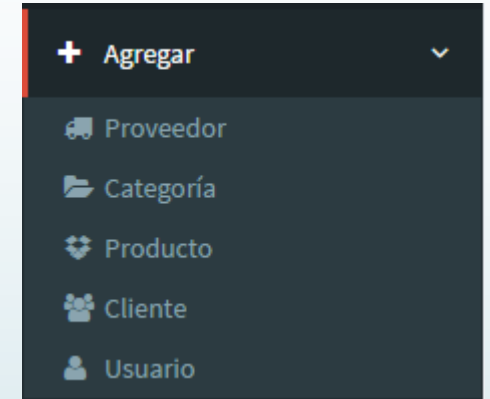 Agregar
Proveedor
Categoría
Producto
Cliente
Usuario